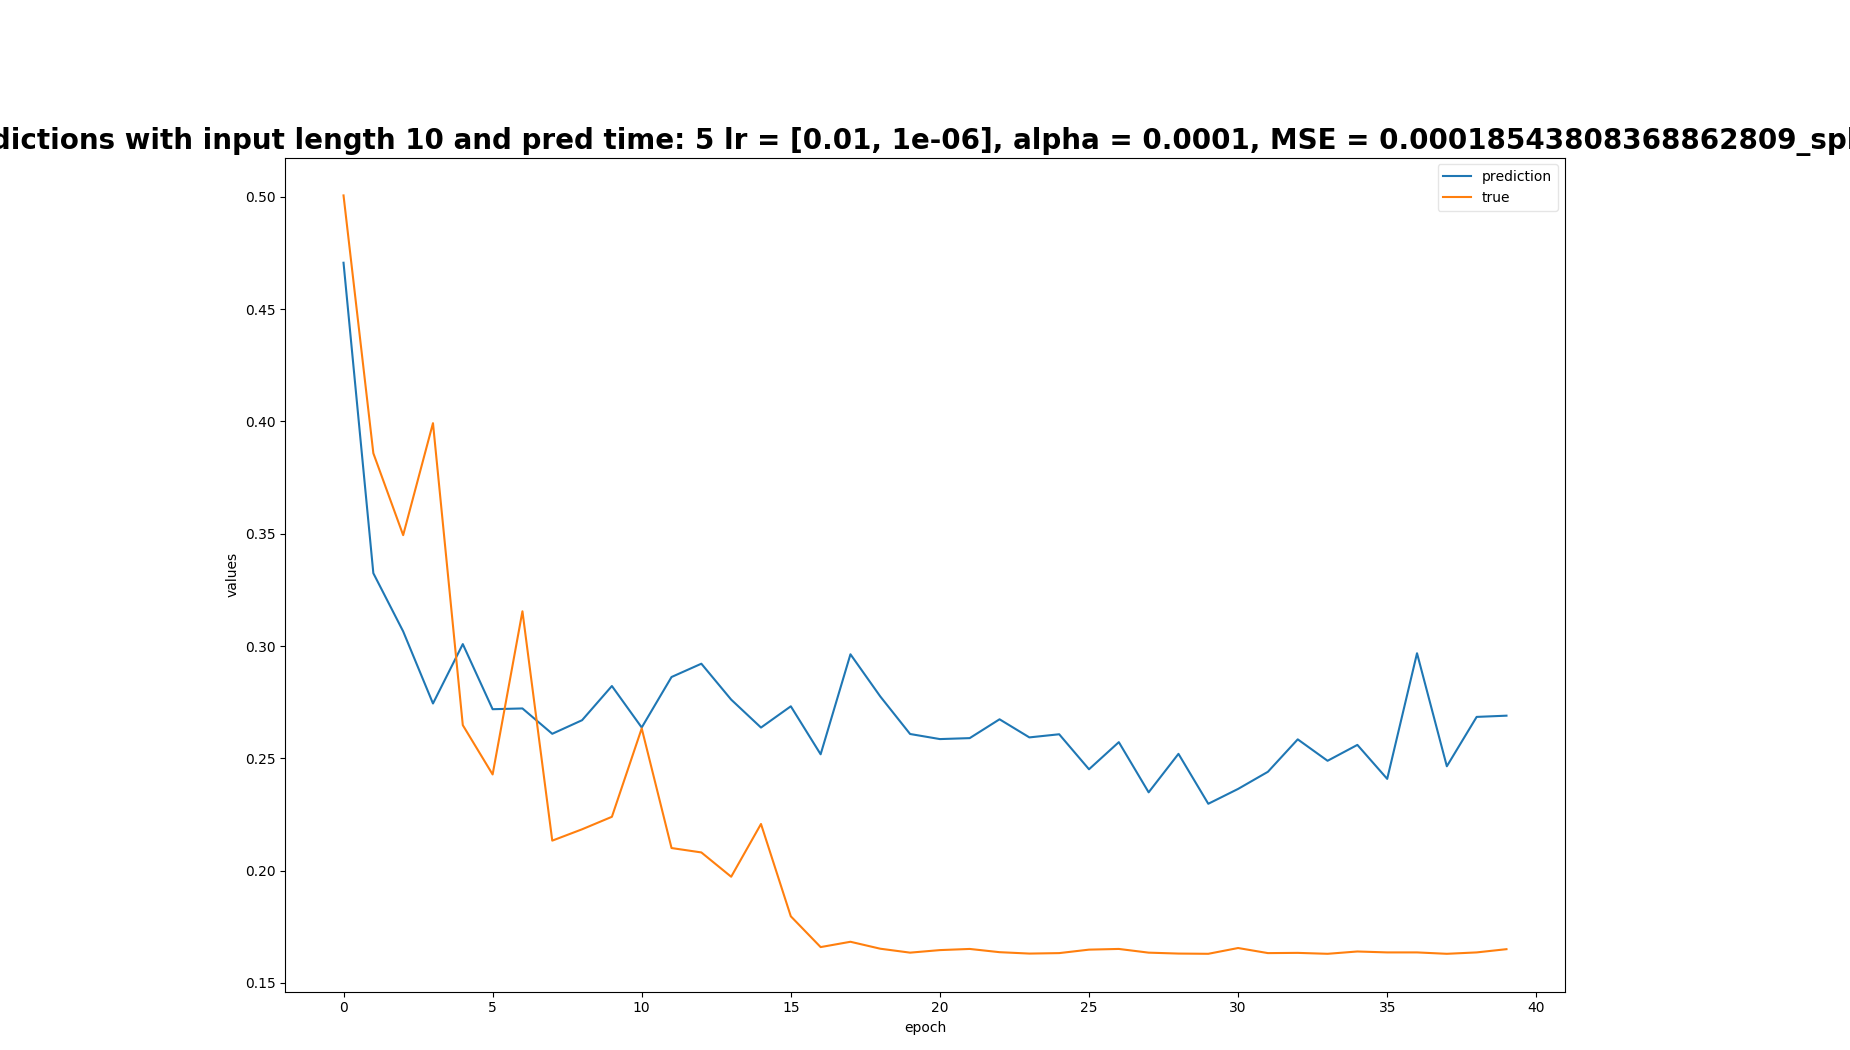 dictions with input length 10 and pred time: 5 lr = [0.01, 1e-06], alpha = 0.0001, MSE = 0.00018543808368862809_spl
prediction
true
0.50
0.45
0.40
0.35
0.30
0.25
0.20
0.15
values
0 5 10 15 20 25 30 35 40
epoch